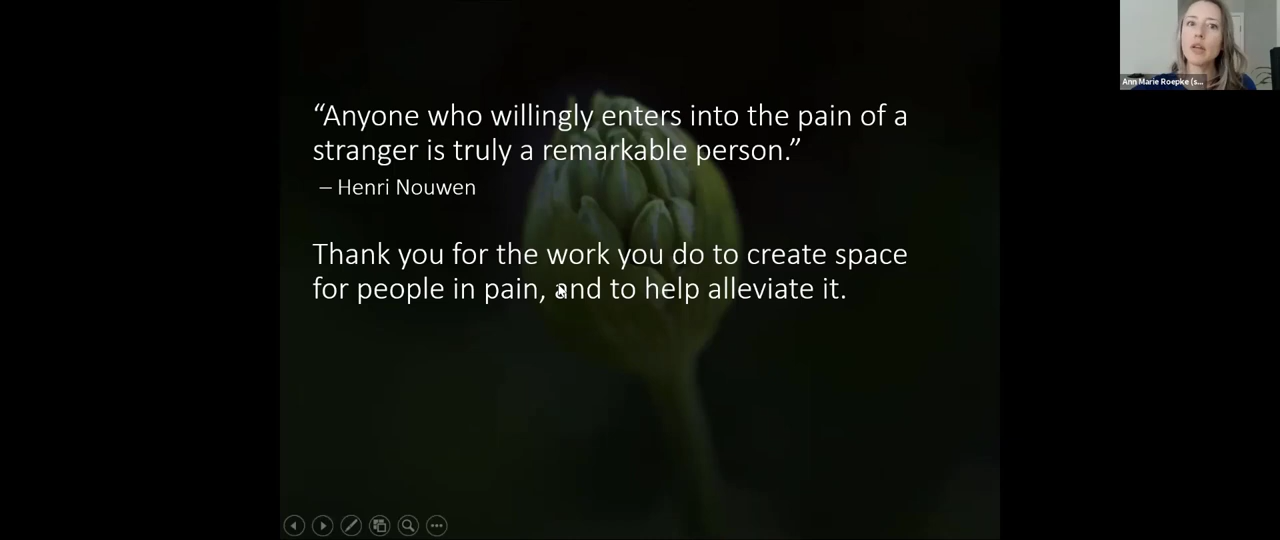 “Anyone who willingly enters into the pain of a
stranger is truly a remarkable person.”
– Henri Nouwen
Thank you for the work you do to create space
for people in pain, and to help alleviate it.
Ann Marie Roepke (s...